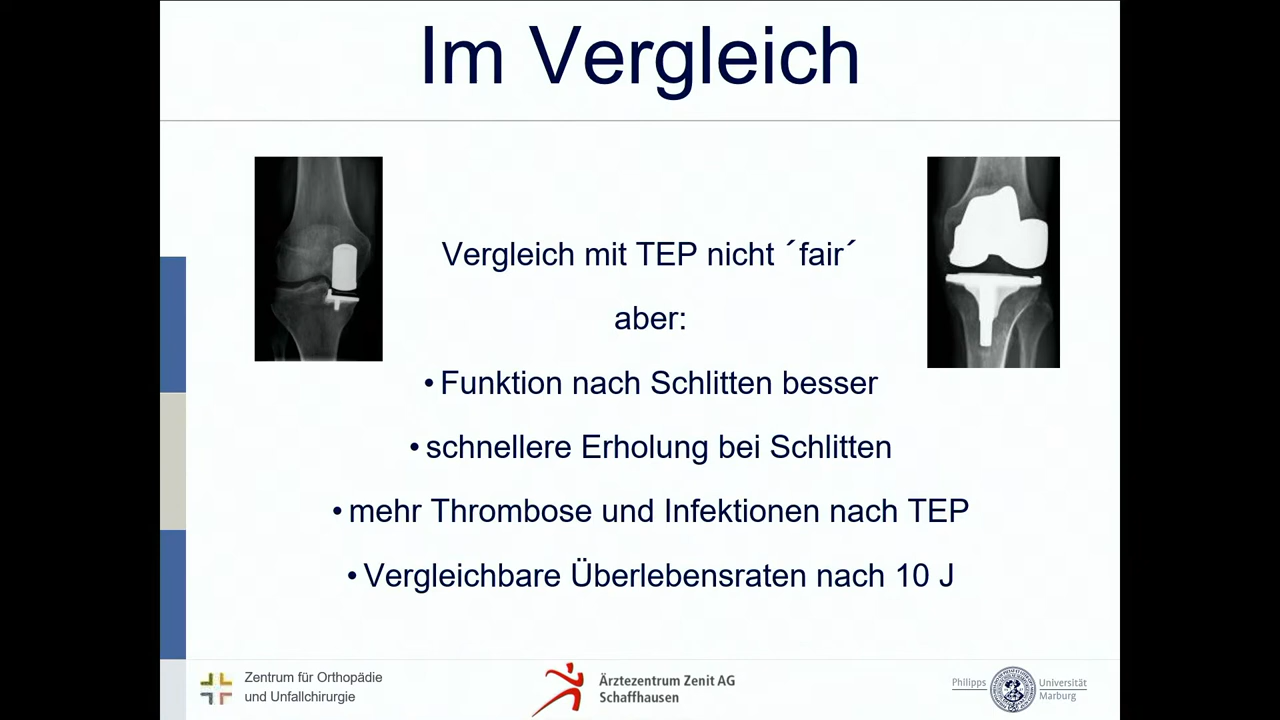 Im Vergleich
Vergleich mit TEP nicht ´fair´
aber:
• Funktion nach Schlitten besser
• schnellere Erholung bei Schlitten
• mehr Thrombose und Infektionen nach TEP
• Vergleichbare Überlebensraten nach 10 J
Zentrum für Orthopädie
und Unfallchirurgie
Ärztezentrum Zenit AG
Schaffhausen
Philipps
Universität
Marburg